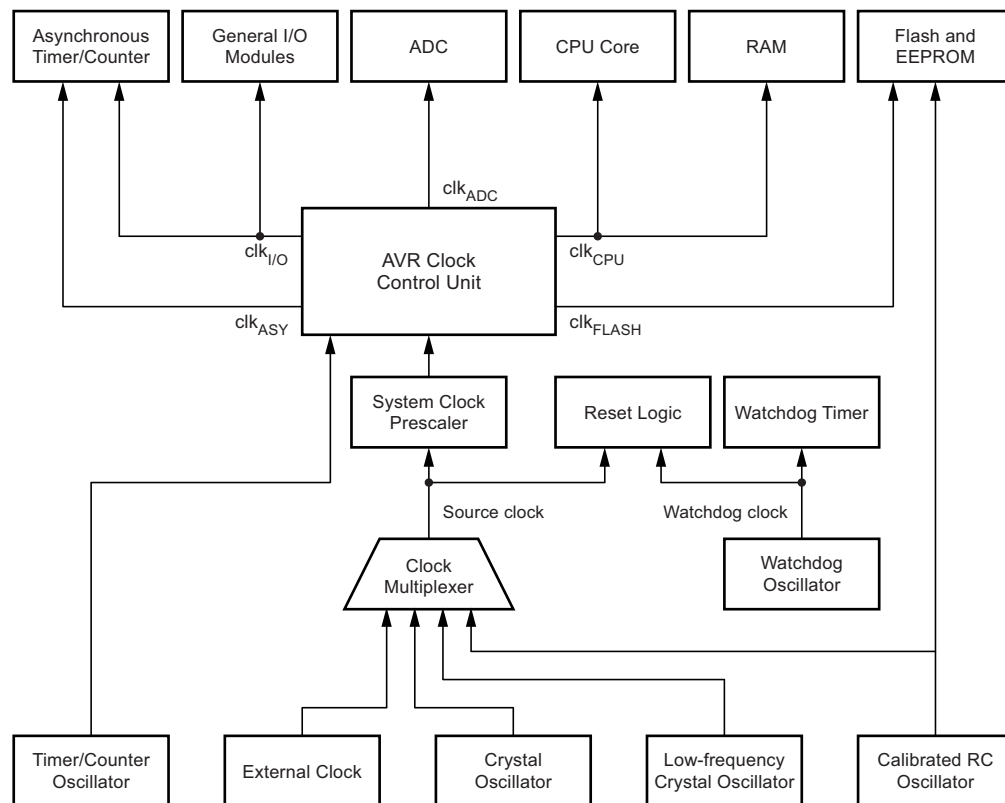 Asynchronous
Timer/Counter
General I/O
Modules
ADC
CPU Core
RAM
Flash and
EEPROM
clkADC
clkI/O
AVR Clock
Control Unit
clkCPU
clkASY
clkFLASH
System Clock
Prescaler
Reset Logic
Watchdog Timer
Source clock
Watchdog clock
Clock
Multiplexer
Watchdog
Oscillator
Timer/Counter
Oscillator
External Clock
Crystal
Oscillator
Low-frequency
Crystal Oscillator
Calibrated RC
Oscillator